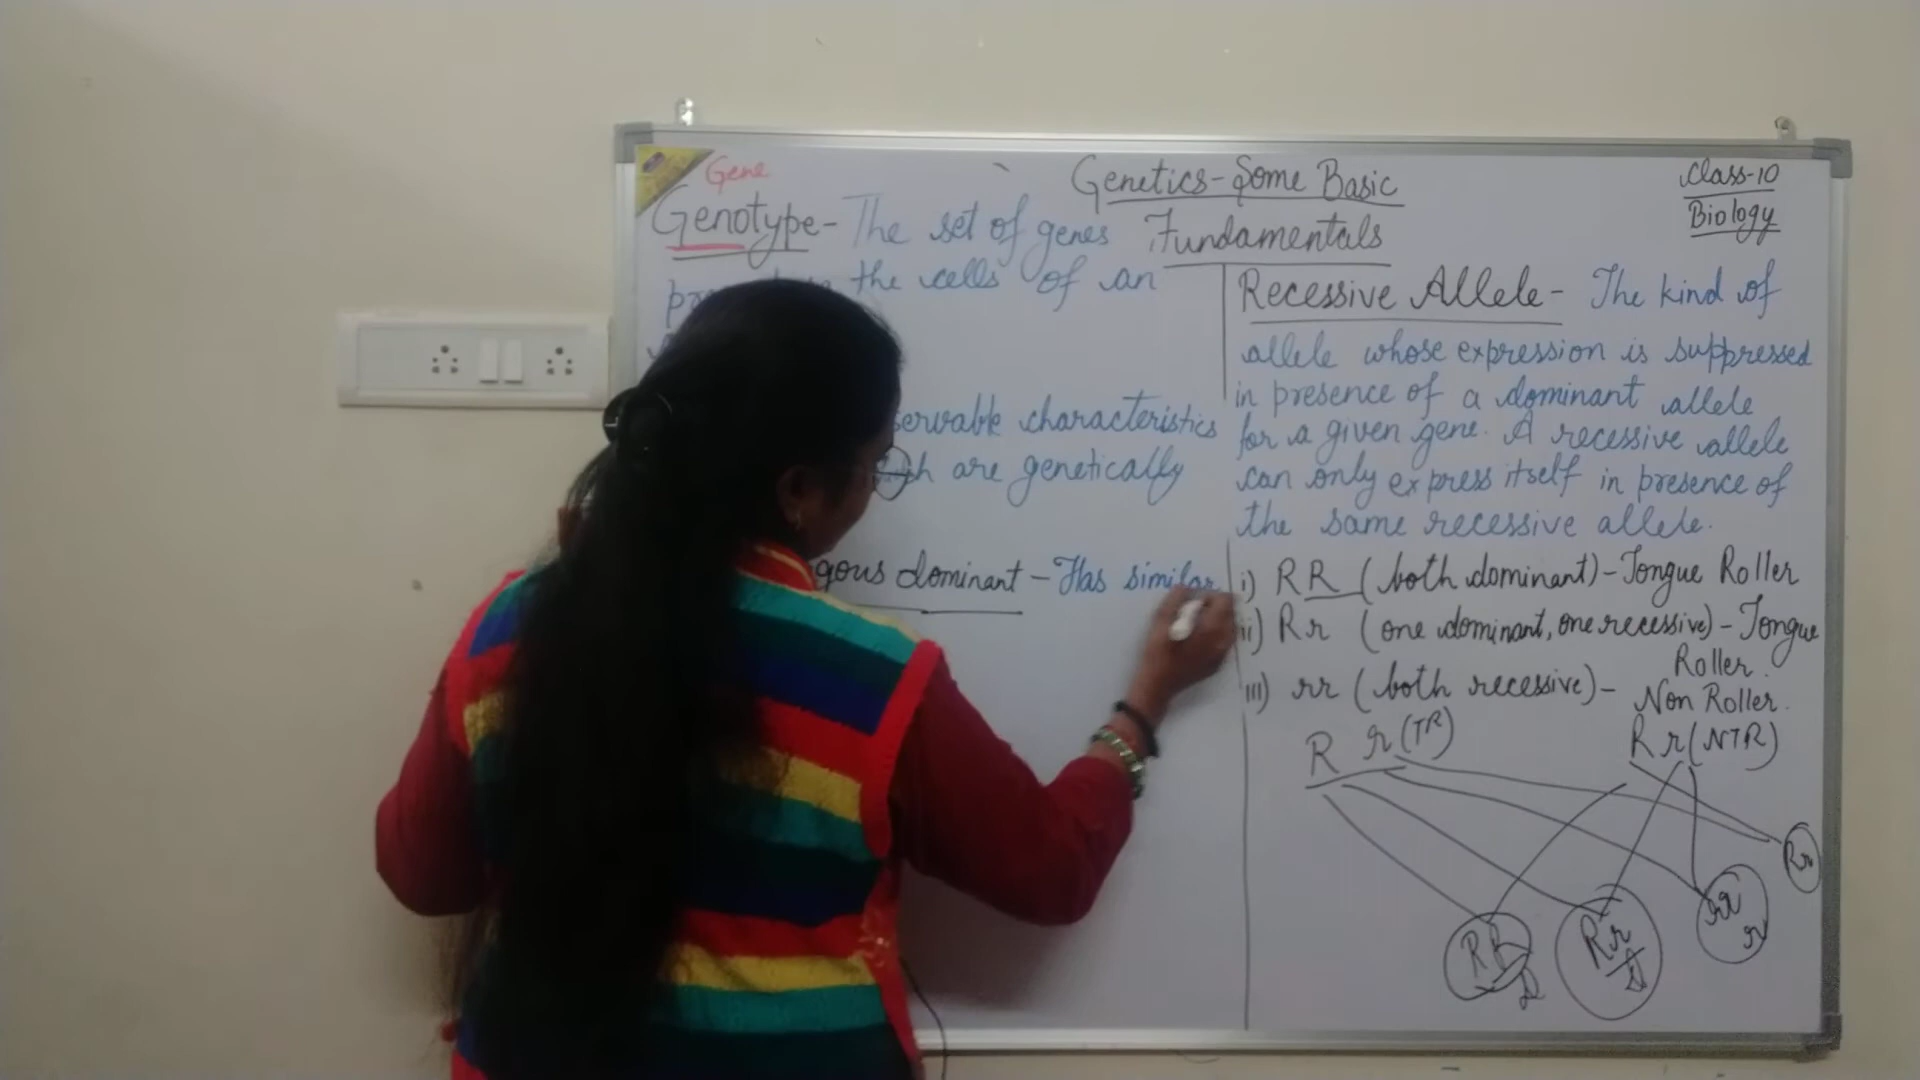 Genetics-Some Basic
Fundamentals
Class-10
Biology
Gene
Genotype- The set of genes
the cells of an
servable characteristics
are genetically
gous dominant - Has similar
Recessive Allele- The kind of
allele whose expression is suppressed
in presence of a dominant allele
for a given gene. A recessive allele
can only express itself in presence of
the same recessive allele.
i) RR (both dominant)-Tongue Roller
ii) Rr (one dominant, one recessive)-Tongue
Roller.
iii) rr (both recessive)-
Non Roller.
R r (TR)
R r (NTR)
Rr
RR
Rr